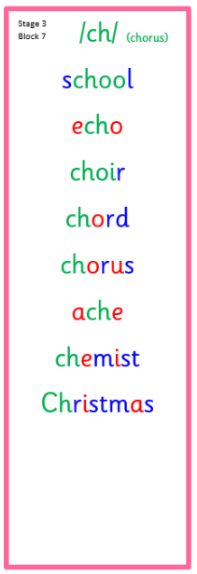 Stage 3
Block 7
/ch/ (chorus)
school
echo
choir
chord
chorus
ache
chemist
Christmas